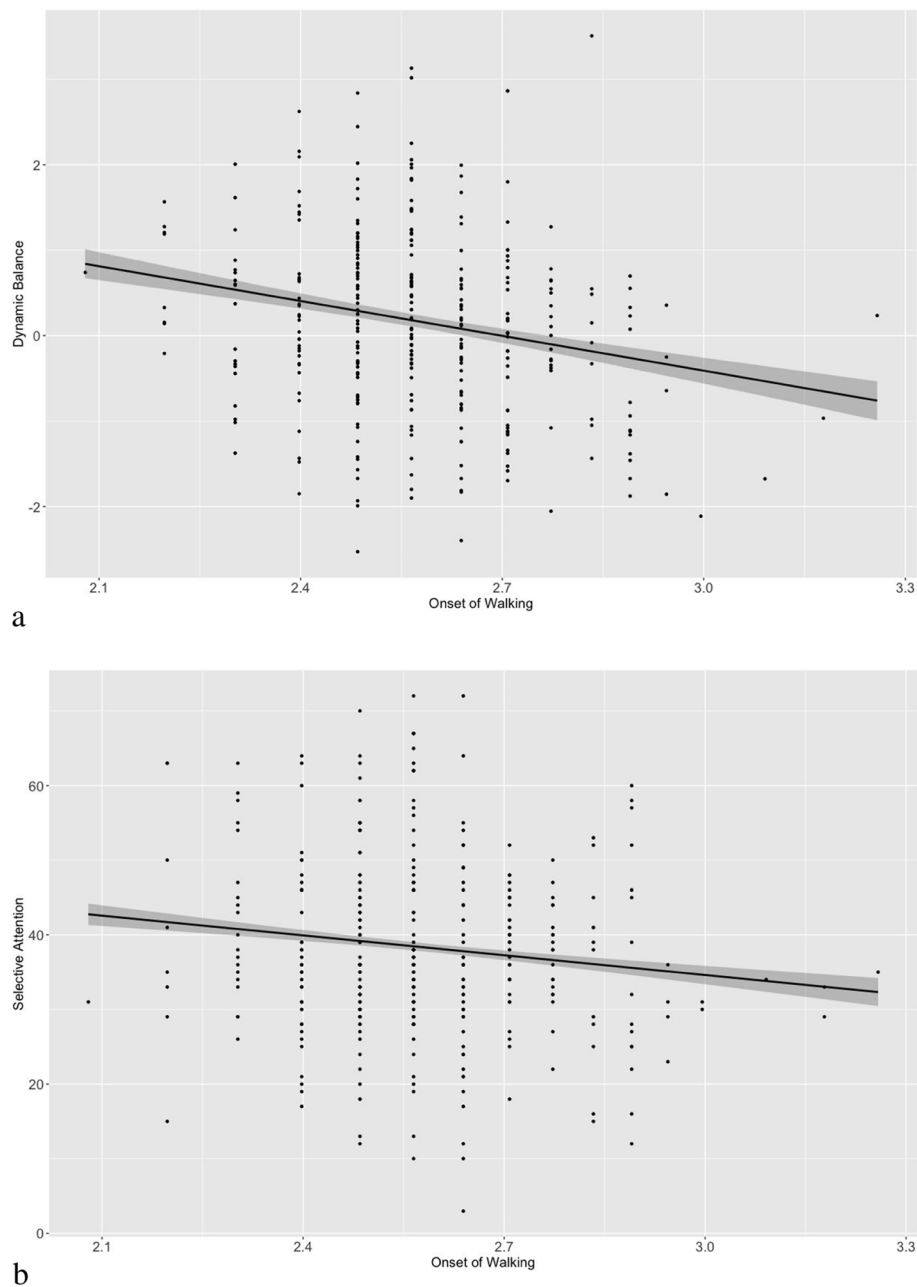 Dynamic Balance
2
0
-2
2.1 2.4 2.7 3.0 3.3
Onset of Walking
a
Selective Attention
60
40
20
0
2.1 2.4 2.7 3.0 3.3
Onset of Walking
b